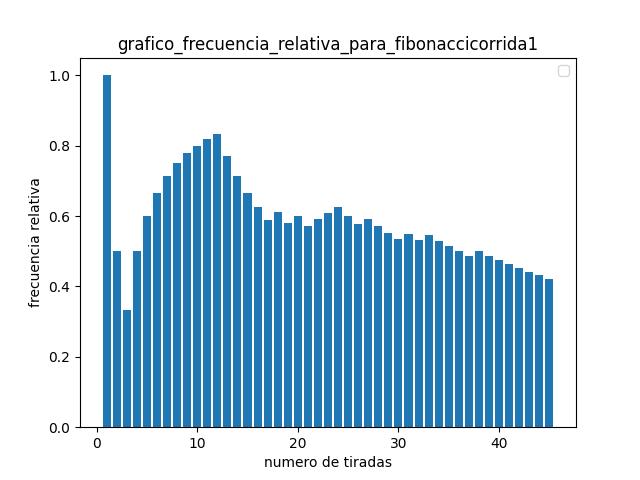 grafico_frecuencia_relativa_para_fibonaccicorrida1
1.0
0.8
0.6
0.4
0.2
0.0
frecuencia relativa
0 10 20 30 40
numero de tiradas